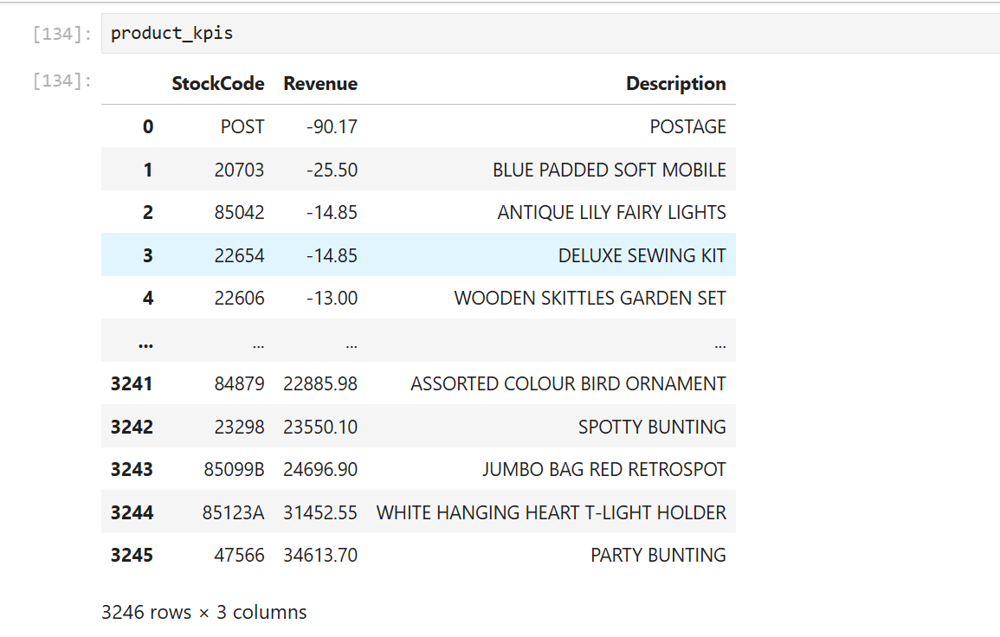 [134]: product_kpis
[134]:
StockCode Revenue Description
0 POST -90.17 POSTAGE
1 20703 -25.50 BLUE PADDED SOFT MOBILE
2 85042 -14.85 ANTIQUE LILY FAIRY LIGHTS
3 22654 -14.85 DELUXE SEWING KIT
4 22606 -13.00 WOODEN SKITTLES GARDEN SET
... ... ... ...
3241 84879 22885.98 ASSORTED COLOUR BIRD ORNAMENT
3242 23298 23550.10 SPOTTY BUNTING
3243 85099B 24696.90 JUMBO BAG RED RETROSPOT
3244 85123A 31452.55 WHITE HANGING HEART T-LIGHT HOLDER
3245 47566 34613.70 PARTY BUNTING
3246 rows × 3 columns